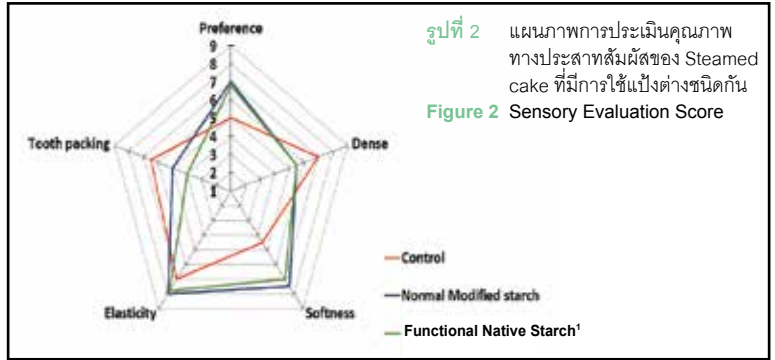 Preference
9
8
7
6
5
4
3
2
1
Tooth packing
Dense
Elasticity
Softness
รูปที่ 2 แผนภาพการประเมินคุณภาพ
ทางประสาทสัมผัสของ Steamed
cake ที่มีการใช้แป้งต่างชนิดกัน
Figure 2 Sensory Evaluation Score
Control
Normal Modified starch
Functional Native Starch¹